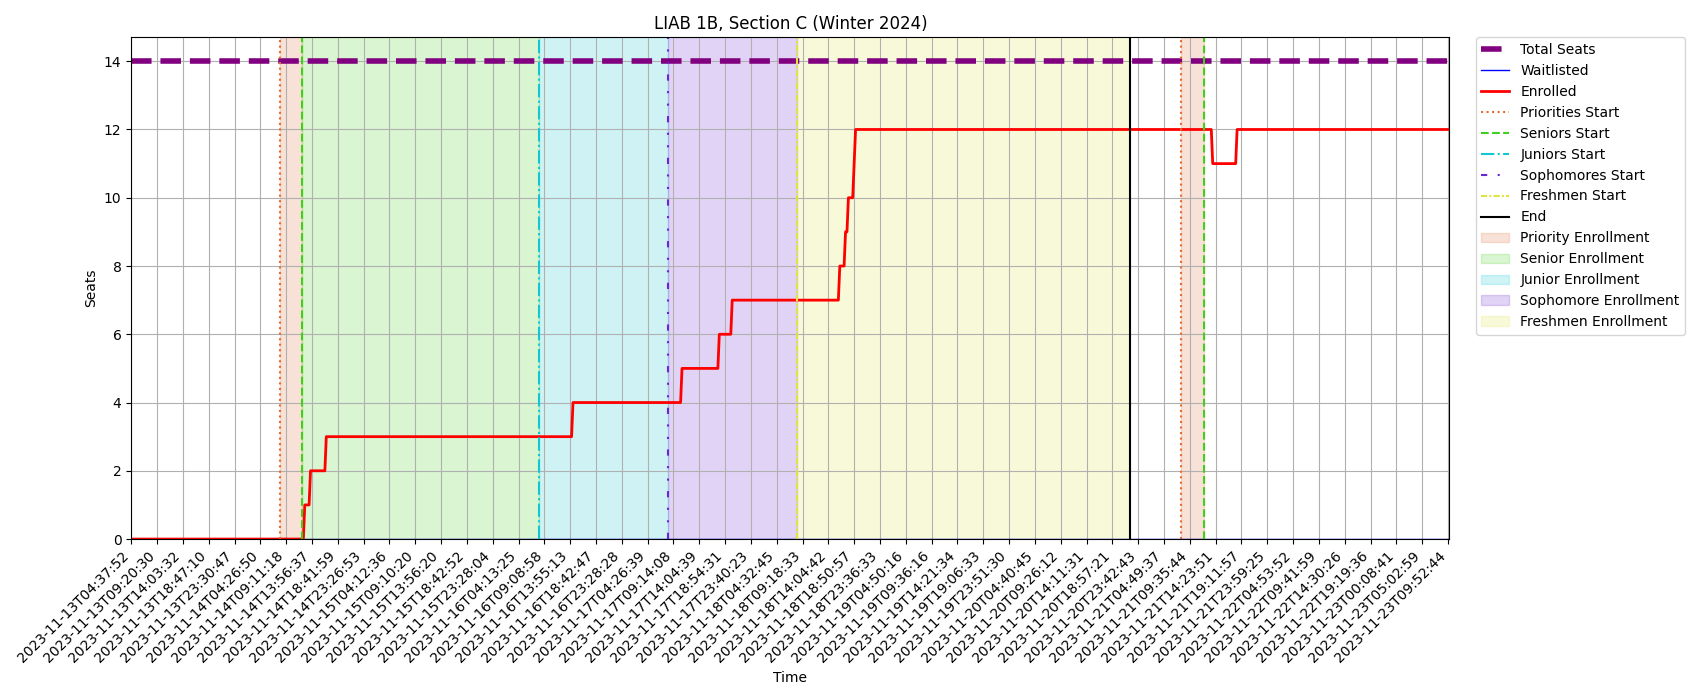 LIAB 1B, Section C (Winter 2024)
Seats
14
12
10
8
6
4
2
0
2023-11-13T04:37:52
2023-11-13T09:20:30
2023-11-13T14:03:32
2023-11-13T18:47:10
2023-11-13T23:30:47
2023-11-14T04:26:50
2023-11-14T09:11:18
2023-11-14T13:56:37
2023-11-14T18:41:59
2023-11-14T23:26:53
2023-11-15T04:12:36
2023-11-15T09:10:20
2023-11-15T13:56:20
2023-11-15T18:42:52
2023-11-15T23:28:04
2023-11-16T04:13:25
2023-11-16T09:08:58
2023-11-16T13:55:13
2023-11-16T18:42:47
2023-11-16T23:28:28
2023-11-17T04:26:39
2023-11-17T09:14:08
2023-11-17T14:04:39
2023-11-17T18:54:31
2023-11-17T23:40:23
2023-11-18T04:32:45
2023-11-18T09:18:33
2023-11-18T14:04:42
2023-11-18T18:50:57
2023-11-18T23:36:33
2023-11-19T04:50:16
2023-11-19T09:36:16
2023-11-19T14:21:34
2023-11-19T19:06:33
2023-11-19T23:51:30
2023-11-20T04:40:45
2023-11-20T09:26:12
2023-11-20T14:11:31
2023-11-20T18:57:21
2023-11-20T23:42:43
2023-11-21T04:49:37
2023-11-21T09:35:44
2023-11-21T14:23:51
2023-11-21T19:11:57
2023-11-21T23:59:25
2023-11-22T04:53:52
2023-11-22T09:41:59
2023-11-22T14:30:26
2023-11-22T19:19:36
2023-11-23T00:08:41
2023-11-23T05:02:59
2023-11-23T09:52:44
Time
Total Seats
Waitlisted
Enrolled
Priorities Start
Seniors Start
Juniors Start
Sophomores Start
Freshmen Start
End
Priority Enrollment
Senior Enrollment
Junior Enrollment
Sophomore Enrollment
Freshmen Enrollment